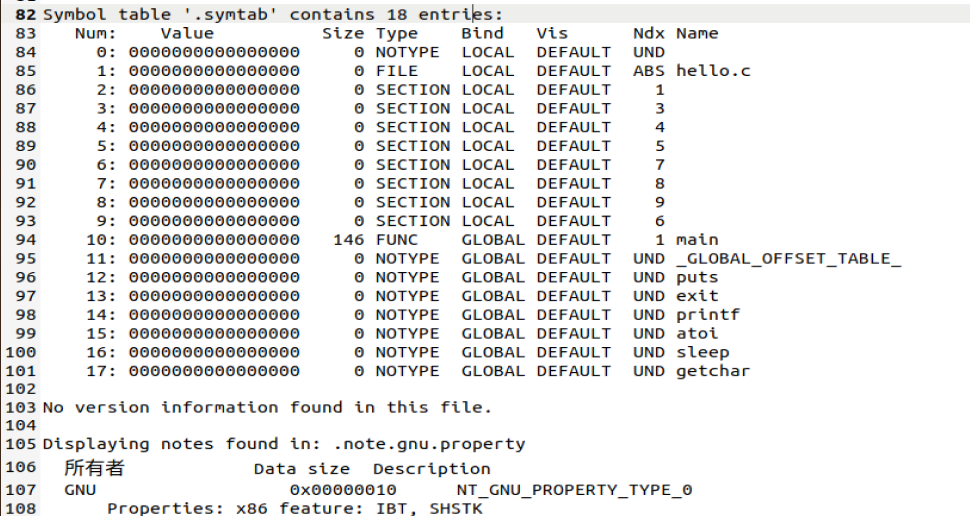 82 Symbol table '.symtab' contains 18 entries:
83    Num:    Value          Size Type    Bind   Vis      Ndx Name
84      0: 0000000000000000     0 NOTYPE  LOCAL  DEFAULT  UND
85      1: 0000000000000000     0 FILE    LOCAL  DEFAULT  ABS hello.c
86      2: 0000000000000000     0 SECTION LOCAL  DEFAULT    1
87      3: 0000000000000000     0 SECTION LOCAL  DEFAULT    3
88      4: 0000000000000000     0 SECTION LOCAL  DEFAULT    4
89      5: 0000000000000000     0 SECTION LOCAL  DEFAULT    5
90      6: 0000000000000000     0 SECTION LOCAL  DEFAULT    7
91      7: 0000000000000000     0 SECTION LOCAL  DEFAULT    8
92      8: 0000000000000000     0 SECTION LOCAL  DEFAULT    9
93      9: 0000000000000000     0 SECTION LOCAL  DEFAULT    6
94     10: 0000000000000000   146 FUNC    GLOBAL DEFAULT    1 main
95     11: 0000000000000000     0 NOTYPE  GLOBAL DEFAULT  UND _GLOBAL_OFFSET_TABLE_
96     12: 0000000000000000     0 NOTYPE  GLOBAL DEFAULT  UND puts
97     13: 0000000000000000     0 NOTYPE  GLOBAL DEFAULT  UND exit
98     14: 0000000000000000     0 NOTYPE  GLOBAL DEFAULT  UND printf
99     15: 0000000000000000     0 NOTYPE  GLOBAL DEFAULT  UND atoi
100     16: 0000000000000000     0 NOTYPE  GLOBAL DEFAULT  UND sleep
101     17: 0000000000000000     0 NOTYPE  GLOBAL DEFAULT  UND getchar
102
103 No version information found in this file.
104
105 Displaying notes found in: .note.gnu.property
106   所有者            Data size  Description
107   GNU                  0x00000010      NT_GNU_PROPERTY_TYPE_0
108       Properties: x86 feature: IBT, SHSTK